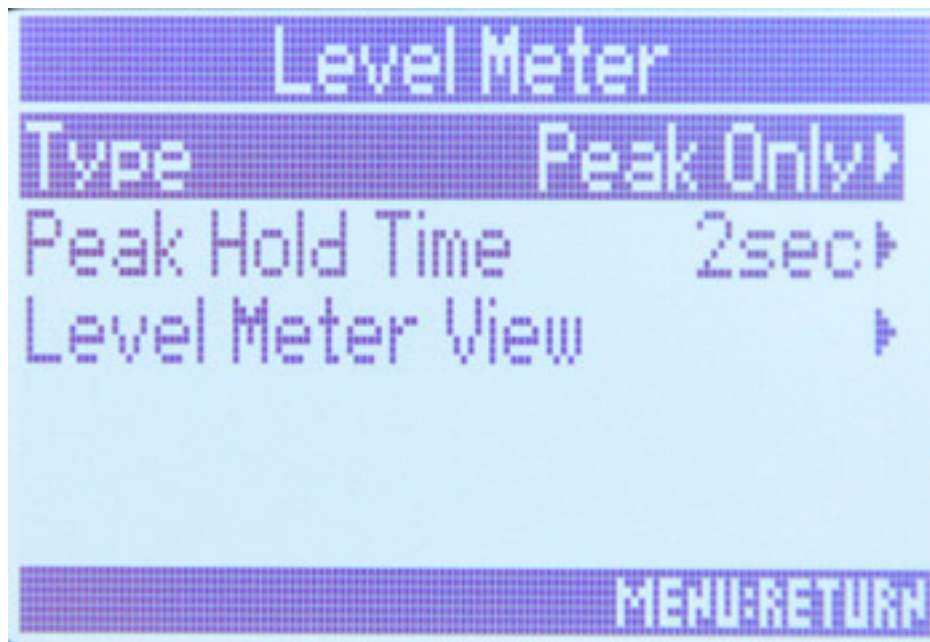 Level Meter
Type Peak Only
Peak Hold Time 2sec
Level Meter View
MENU:RETURN